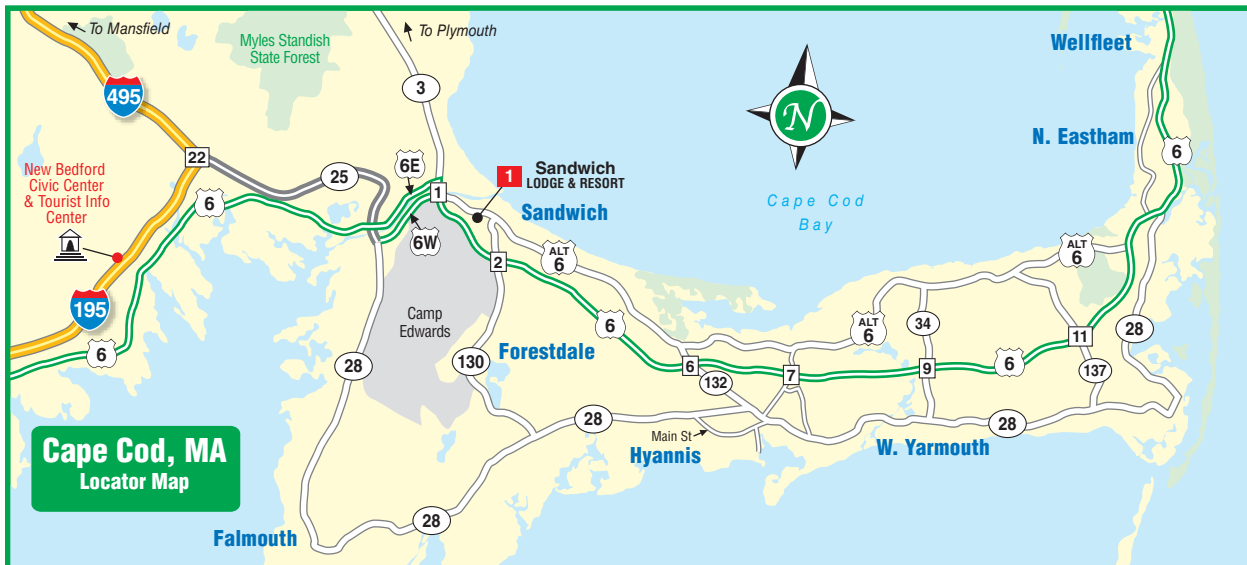 To Mansfield
Myles Standish
State Forest
To Plymouth
Wellfleet
3
495
N
N. Eastham
22
New Bedford
Civic Center
& Tourist Info
Center
25
6E
1
Sandwich
LODGE & RESORT
6
1
6
Cape Cod
Bay
Sandwich
6W
ALT
6
2
ALT
6
195
Camp
Edwards
6
ALT
6
34
28
6
Forestdale
28
130
6
132
7
9
6
11
137
28
Main St
Hyannis
W. Yarmouth
28
Cape Cod, MA
Locator Map
28
Falmouth